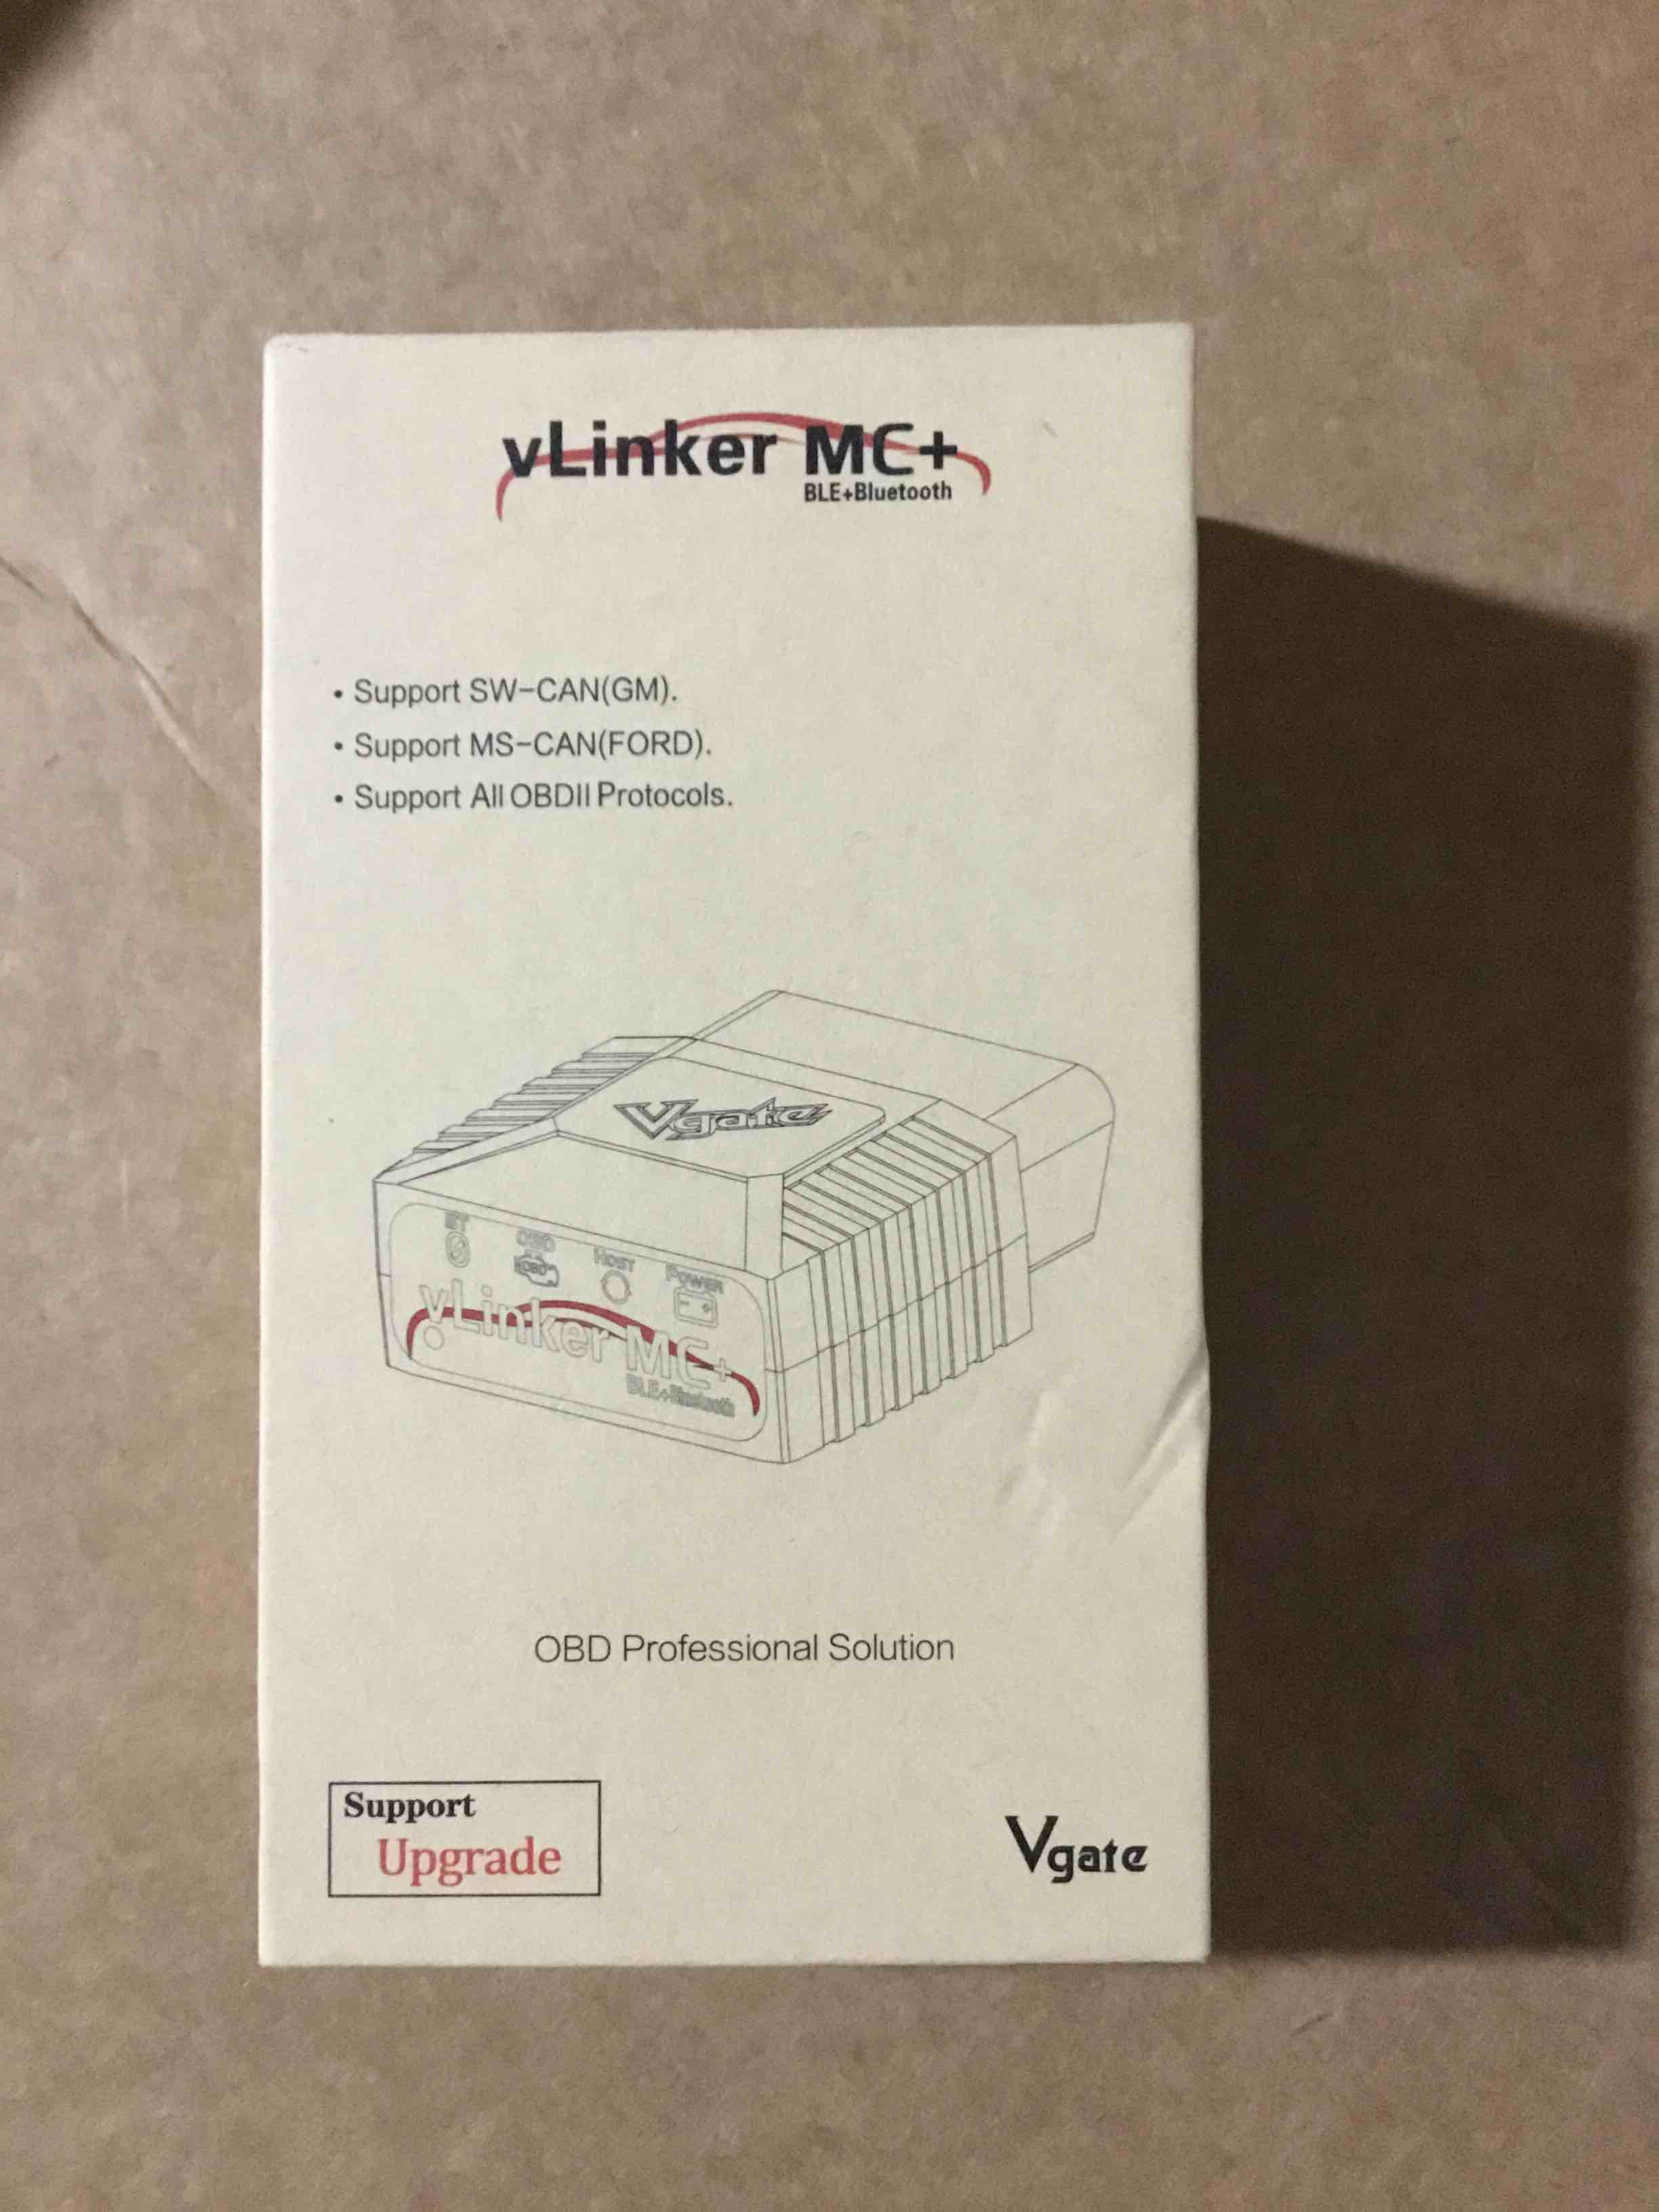 vLinker MC+
BLE+Bluetooth
• Support SW-CAN(GM).
• Support MS-CAN(FORD).
• Support All OBDII Protocols.
Vgate
BT
OBD
HOST
POWER
OBD
vLinker MC+
BLE+Bluetooth
OBD Professional Solution
Support
Upgrade
Vgate